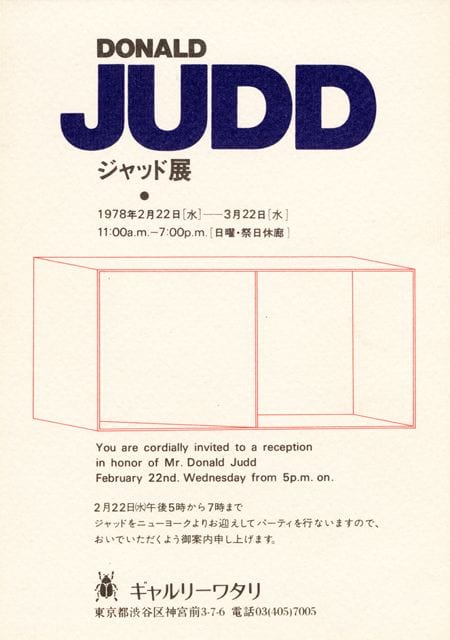 DONALD
JUDD
ジャッド展
●
1978年2月22日[水]——3月22日[水]
11:00a.m.–7:00p.m.[日曜・祭日休廊]
You are cordially invited to a reception
in honor of Mr. Donald Judd
February 22nd. Wednesday from 5p.m. on.
2月22日㈬午後5時から7時まで
ジャッドをニューヨークよりお迎えしてパーティを行ないますので、
おいでいただくよう御案内申し上げます。
ギャルリーワタリ
東京都渋谷区神宮前3-7-6 電話03(405)7005